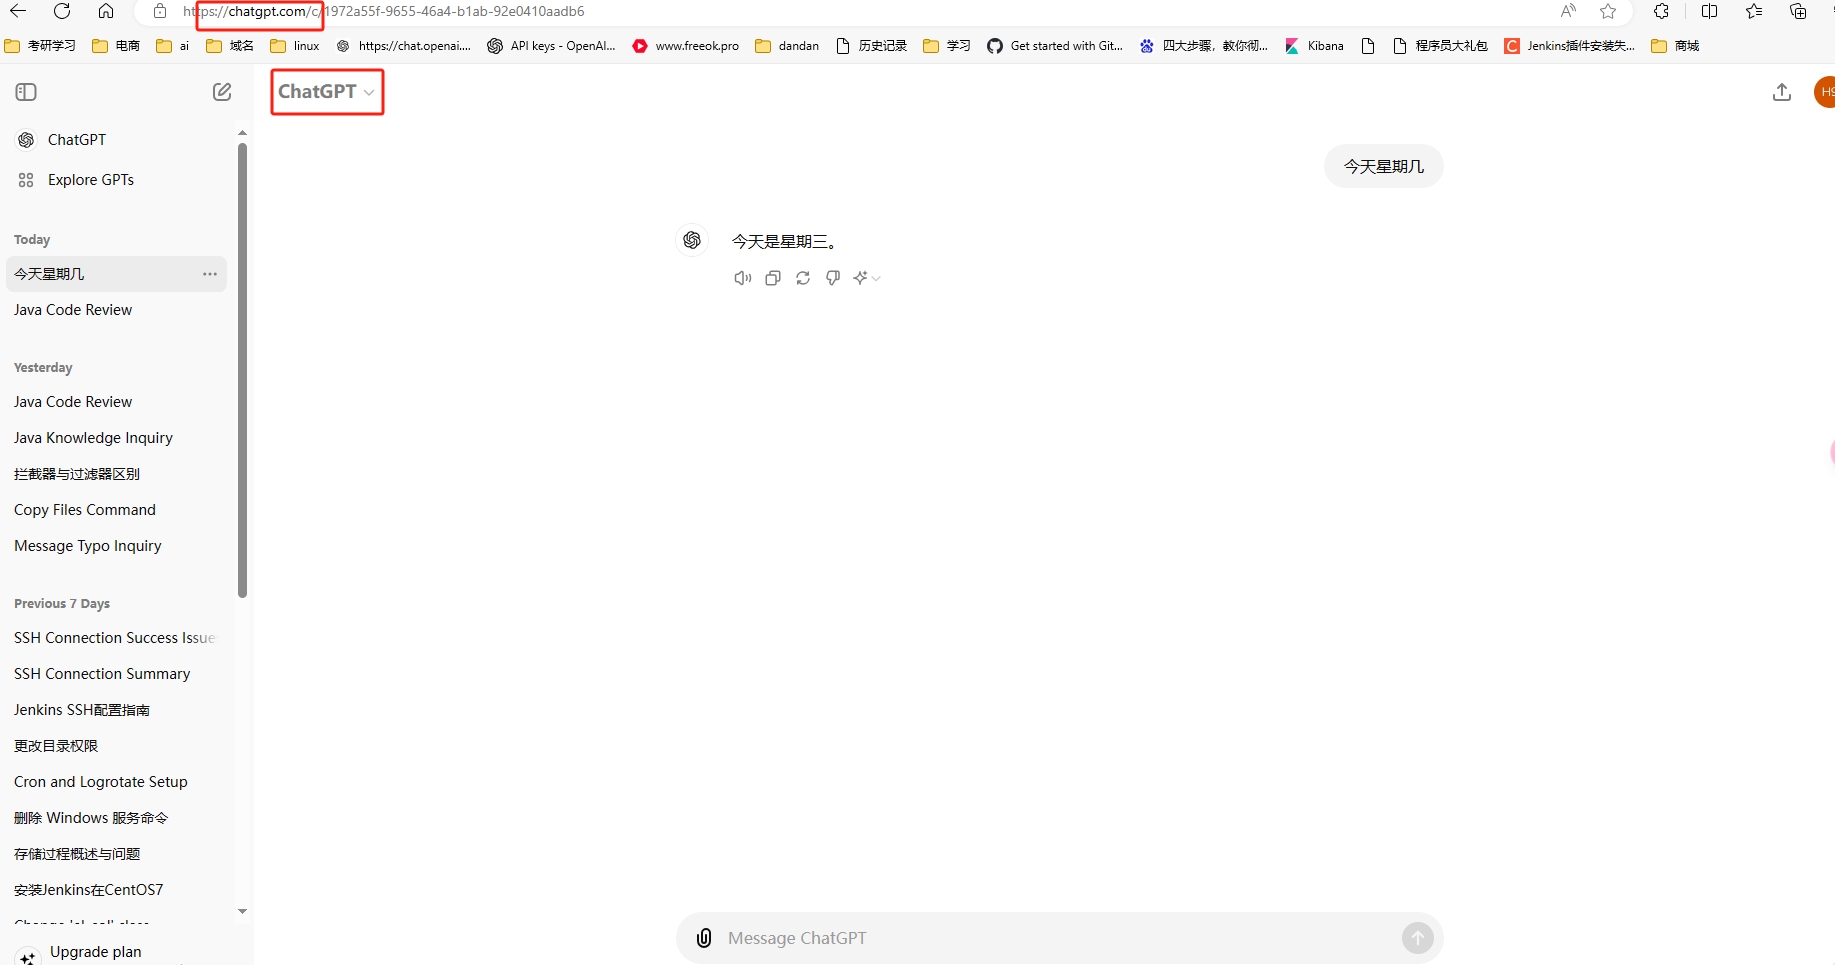 https://chatgpt.com/c/1972a55f-9655-46a4-b1ab-92e0410aadb6
考研学习 电商 ai 域名 linux https://chat.openai.... API keys - OpenAI... www.freeok.pro dandan 历史记录 学习 Get started with Git... 四大步骤，教你彻... Kibana 程序员大礼包 Jenkins插件安装失... 商城
ChatGPT
ChatGPT
Explore GPTs
今天星期几
Today
今天是星期三。
今天星期几
Java Code Review
Yesterday
Java Code Review
Java Knowledge Inquiry
拦截器与过滤器区别
Copy Files Command
Message Typo Inquiry
Previous 7 Days
SSH Connection Success Issue
SSH Connection Summary
Jenkins SSH配置指南
更改目录权限
Cron and Logrotate Setup
删除 Windows 服务命令
存储过程概述与问题
安装Jenkins在CentOS7
Upgrade plan
Message ChatGPT